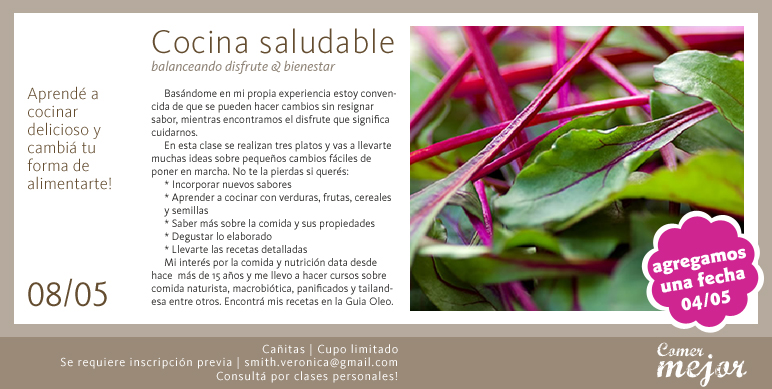 Cocina saludable
balanceando disfrute & bienestar
Aprendé a
cocinar
delicioso y
cambiá tu
forma de
alimentarte!
08/05
Basándome en mi propia experiencia estoy conven-
cida de que se pueden hacer cambios sin resignar
sabor, mientras encontramos el disfrute que significa
cuidarnos.
En esta clase se realizan tres platos y vas a llevarte
muchas ideas sobre pequeños cambios fáciles de
poner en marcha. No te la pierdas si querés:
* Incorporar nuevos sabores
* Aprender a cocinar con verduras, frutas, cereales
y semillas
* Saber más sobre la comida y sus propiedades
* Degustar lo elaborado
* Llevarte las recetas detalladas
Mi interés por la comida y nutrición data desde
hace más de 15 años y me llevo a hacer cursos sobre
comida naturista, macrobiótica, panificados y tailand-
esa entre otros. Encontrá mis recetas en la Guia Oleo.
agregamos
una fecha
04/05
Cañitas | Cupo limitado
Se requiere inscripción previa | smith.veronica@gmail.com
Consultá por clases personales!
Comer
mejor